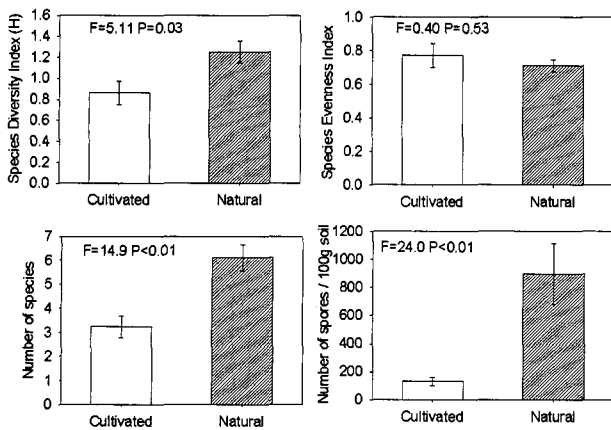 Species Diversity Index (H)
F=5.11 P=0.03
1.6
1.4
1.2
1.0
0.8
0.6
0.4
0.2
0.0
Cultivated Natural
Species Evenness Index
F=0.40 P=0.53
1.0
0.8
0.6
0.4
0.2
0.0
Cultivated Natural
Number of species
F=14.9 P<0.01
7
6
5
4
3
2
1
0
Cultivated Natural
Number of spores / 100g soil
F=24.0 P<0.01
1200
1000
800
600
400
200
0
Cultivated Natural